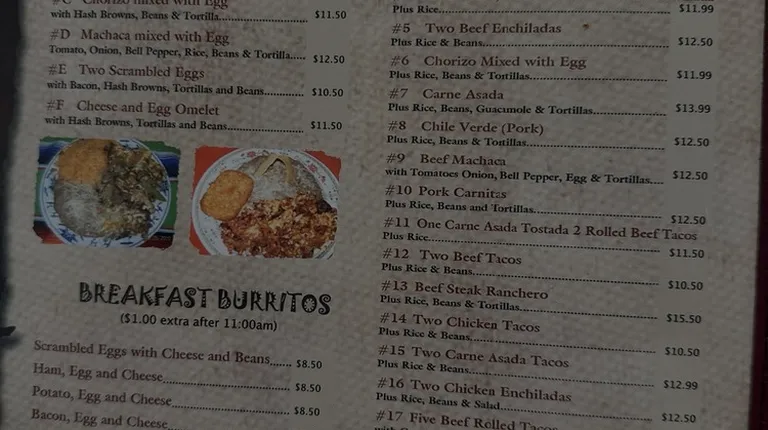 #C Chorizo mixed with Egg
with Hash Browns, Beans & Tortilla.... $11.50
#D Machaca mixed with Egg
Tomato, Onion, Bell Pepper, Rice, Beans & Tortilla.... $12.50
#E Two Scrambled Eggs
with Bacon, Hash Browns, Tortillas and Beans.... $10.50
#F Cheese and Egg Omelet
with Hash Browns, Tortillas and Beans.... $11.50
BREAKFAST BURRITOS
($1.00 extra after 11:00am)
Scrambled Eggs with Cheese and Beans.... $8.50
Ham, Egg and Cheese.... $8.50
Potato, Egg and Cheese.... $8.50
Bacon, Egg and Cheese....
Plus Rice.... $11.99
#5 Two Beef Enchiladas
Plus Rice & Beans.... $12.50
#6 Chorizo Mixed with Egg
Plus Rice, Beans & Tortillas.... $11.99
#7 Carne Asada
Plus Rice, Beans, Guacumole & Tortillas.... $13.99
#8 Chile Verde (Pork)
Plus Rice, Beans & Tortillas.... $12.50
#9 Beef Machaca
with Tomatoes Onion, Bell Pepper, Egg & Tortillas.... $12.50
#10 Pork Carnitas
Plus Rice, Beans and Tortillas.... $12.50
#11 One Carne Asada Tostada 2 Rolled Beef Tacos
Plus Rice.... $11.50
#12 Two Beef Tacos
Plus Rice & Beans.... $10.50
#13 Beef Steak Ranchero
Plus Rice, Beans & Tortillas.... $15.50
#14 Two Chicken Tacos
Plus Rice & Beans.... $10.50
#15 Two Carne Asada Tacos
Plus Rice & Beans.... $12.99
#16 Two Chicken Enchiladas
Plus Rice, Beans & Salad.... $12.50
#17 Five Beef Rolled Tacos